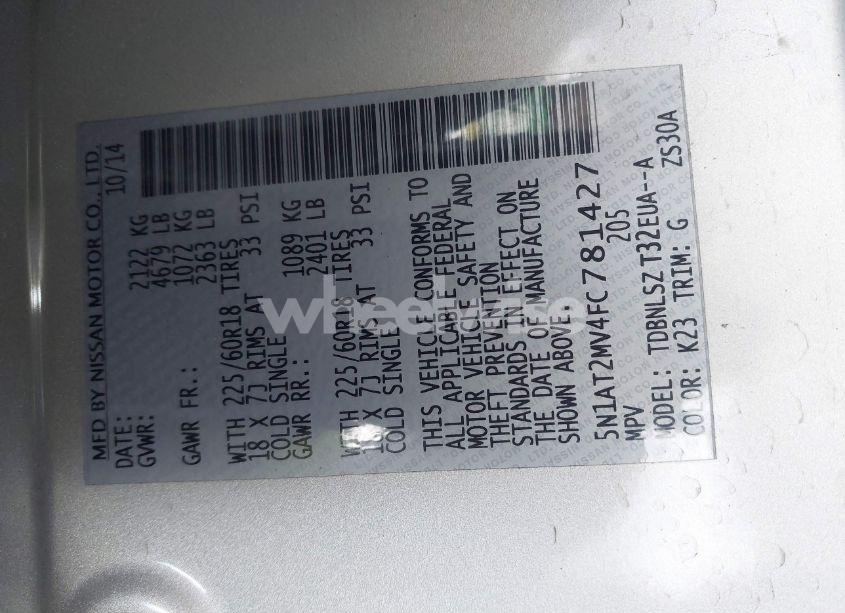 MFD BY NISSAN MOTOR CO., LTD.
DATE: 10/14
GVWR: 2122 KG
4679 LB
GAWR FR.: 1072 KG
2363 LB
WITH 225/60R18 TIRES
18 X 7J RIMS AT
COLD SINGLE 33 PSI
GAWR RR.: 1089 KG
2401 LB
WITH 225/60R18 TIRES
18 X 7J RIMS AT
COLD SINGLE 33 PSI
THIS VEHICLE CONFORMS TO
ALL APPLICABLE FEDERAL
MOTOR VEHICLE SAFETY AND
THEFT PREVENTION
STANDARDS IN EFFECT ON
THE DATE OF MANUFACTURE
SHOWN ABOVE.
5N1AT2MV4FC781427
MPV 205
MODEL: TDBNLSZ T32EUA--A
COLOR: K23 TRIM: G ZS30A
wheelwise